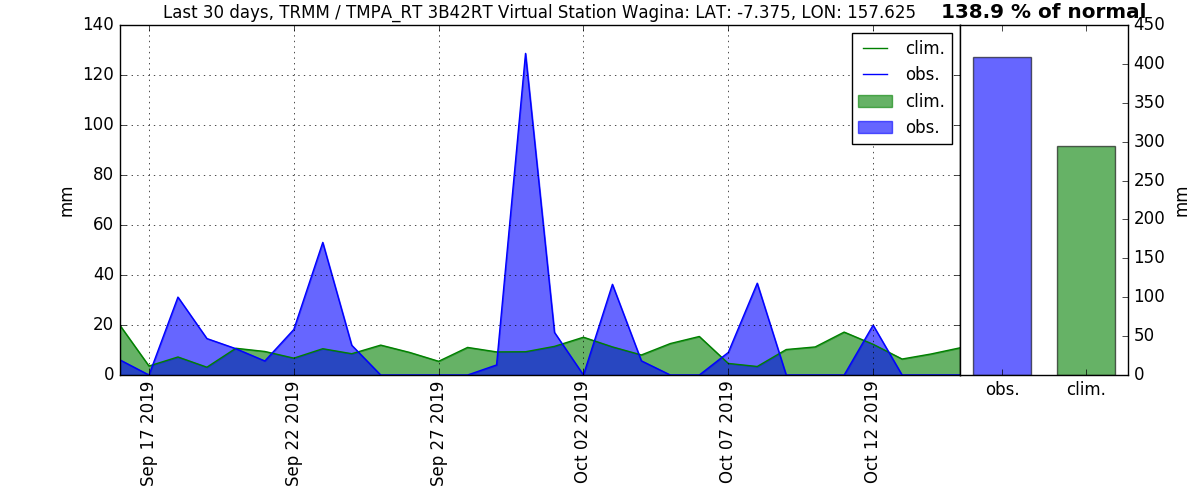 Last 30 days, TRMM / TMPA_RT 3B42RT Virtual Station Wagina: LAT: -7.375, LON: 157.625
138.9 % of normal
140
120
100
80
60
40
20
0
mm
Sep 17 2019
Sep 22 2019
Sep 27 2019
Oct 02 2019
Oct 07 2019
Oct 12 2019
clim.
obs.
clim.
obs.
450
400
350
300
250
200
150
100
50
0
mm
obs.
clim.